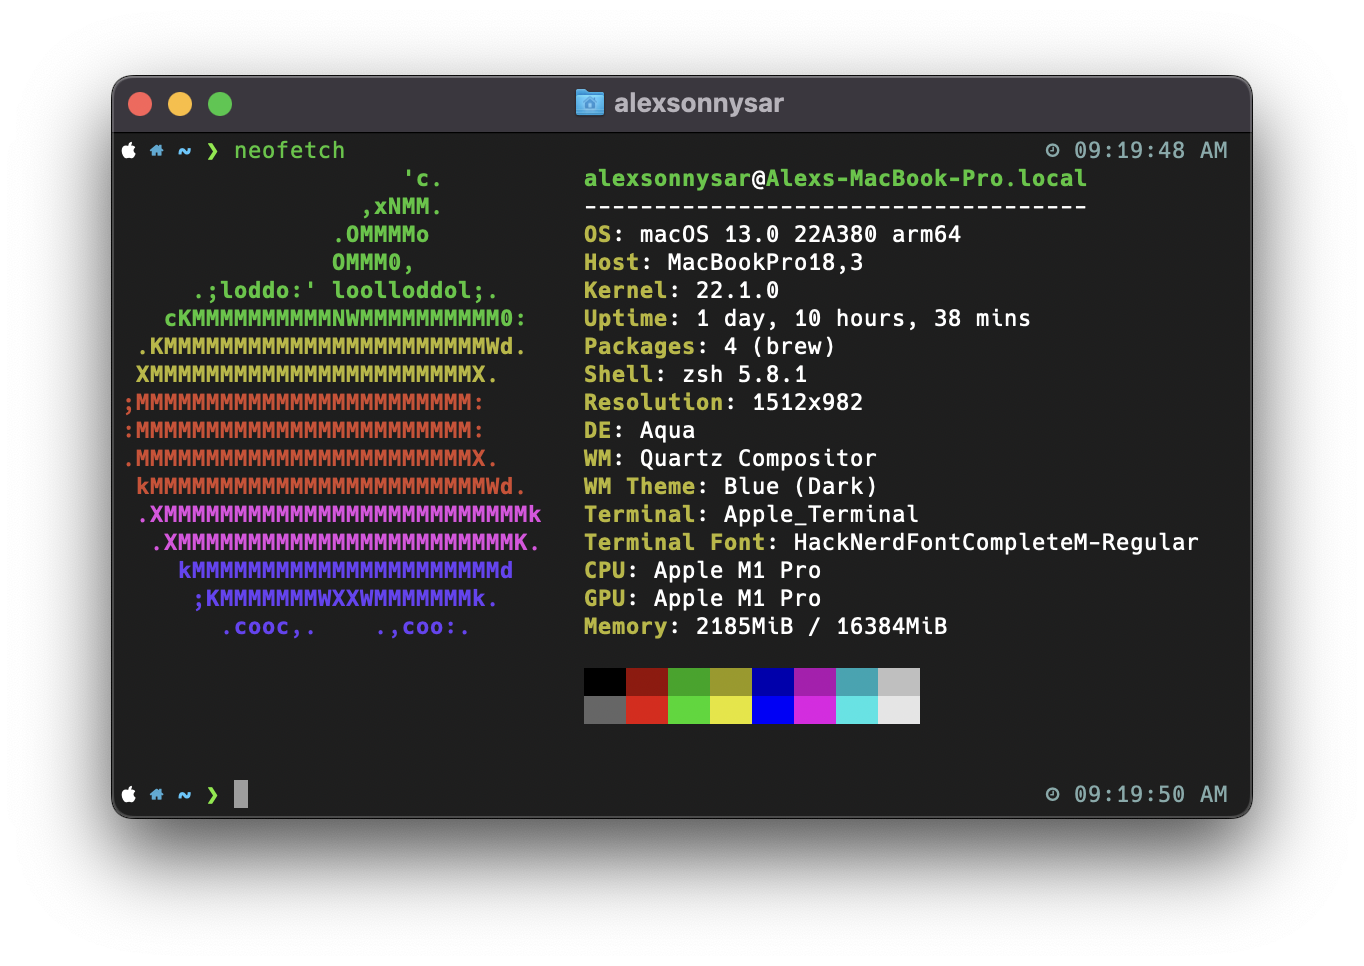 alexsonnysar
~ ❯ neofetch 09:19:48 AM
'c. alexsonnysar@Alexs-MacBook-Pro.local
,xNMM. ------------------------------------
.OMMMMo OS: macOS 13.0 22A380 arm64
OMMM0, Host: MacBookPro18,3
.;loddo:' loolloddol;. Kernel: 22.1.0
cKMMMMMMMMMMNWMMMMMMMMMM0: Uptime: 1 day, 10 hours, 38 mins
.KMMMMMMMMMMMMMMMMMMMMMMMWd. Packages: 4 (brew)
XMMMMMMMMMMMMMMMMMMMMMMMX. Shell: zsh 5.8.1
;MMMMMMMMMMMMMMMMMMMMMMMM: Resolution: 1512x982
:MMMMMMMMMMMMMMMMMMMMMMMM: DE: Aqua
.MMMMMMMMMMMMMMMMMMMMMMMMX. WM: Quartz Compositor
kMMMMMMMMMMMMMMMMMMMMMMMMWd. WM Theme: Blue (Dark)
.XMMMMMMMMMMMMMMMMMMMMMMMMMMk Terminal: Apple_Terminal
.XMMMMMMMMMMMMMMMMMMMMMMMMK. Terminal Font: HackNerdFontCompleteM-Regular
kMMMMMMMMMMMMMMMMMMMMMMd CPU: Apple M1 Pro
;KMMMMMMMWXXWMMMMMMMk. GPU: Apple M1 Pro
.cooc,. .,coo:. Memory: 2185MiB / 16384MiB
~ ❯ 09:19:50 AM